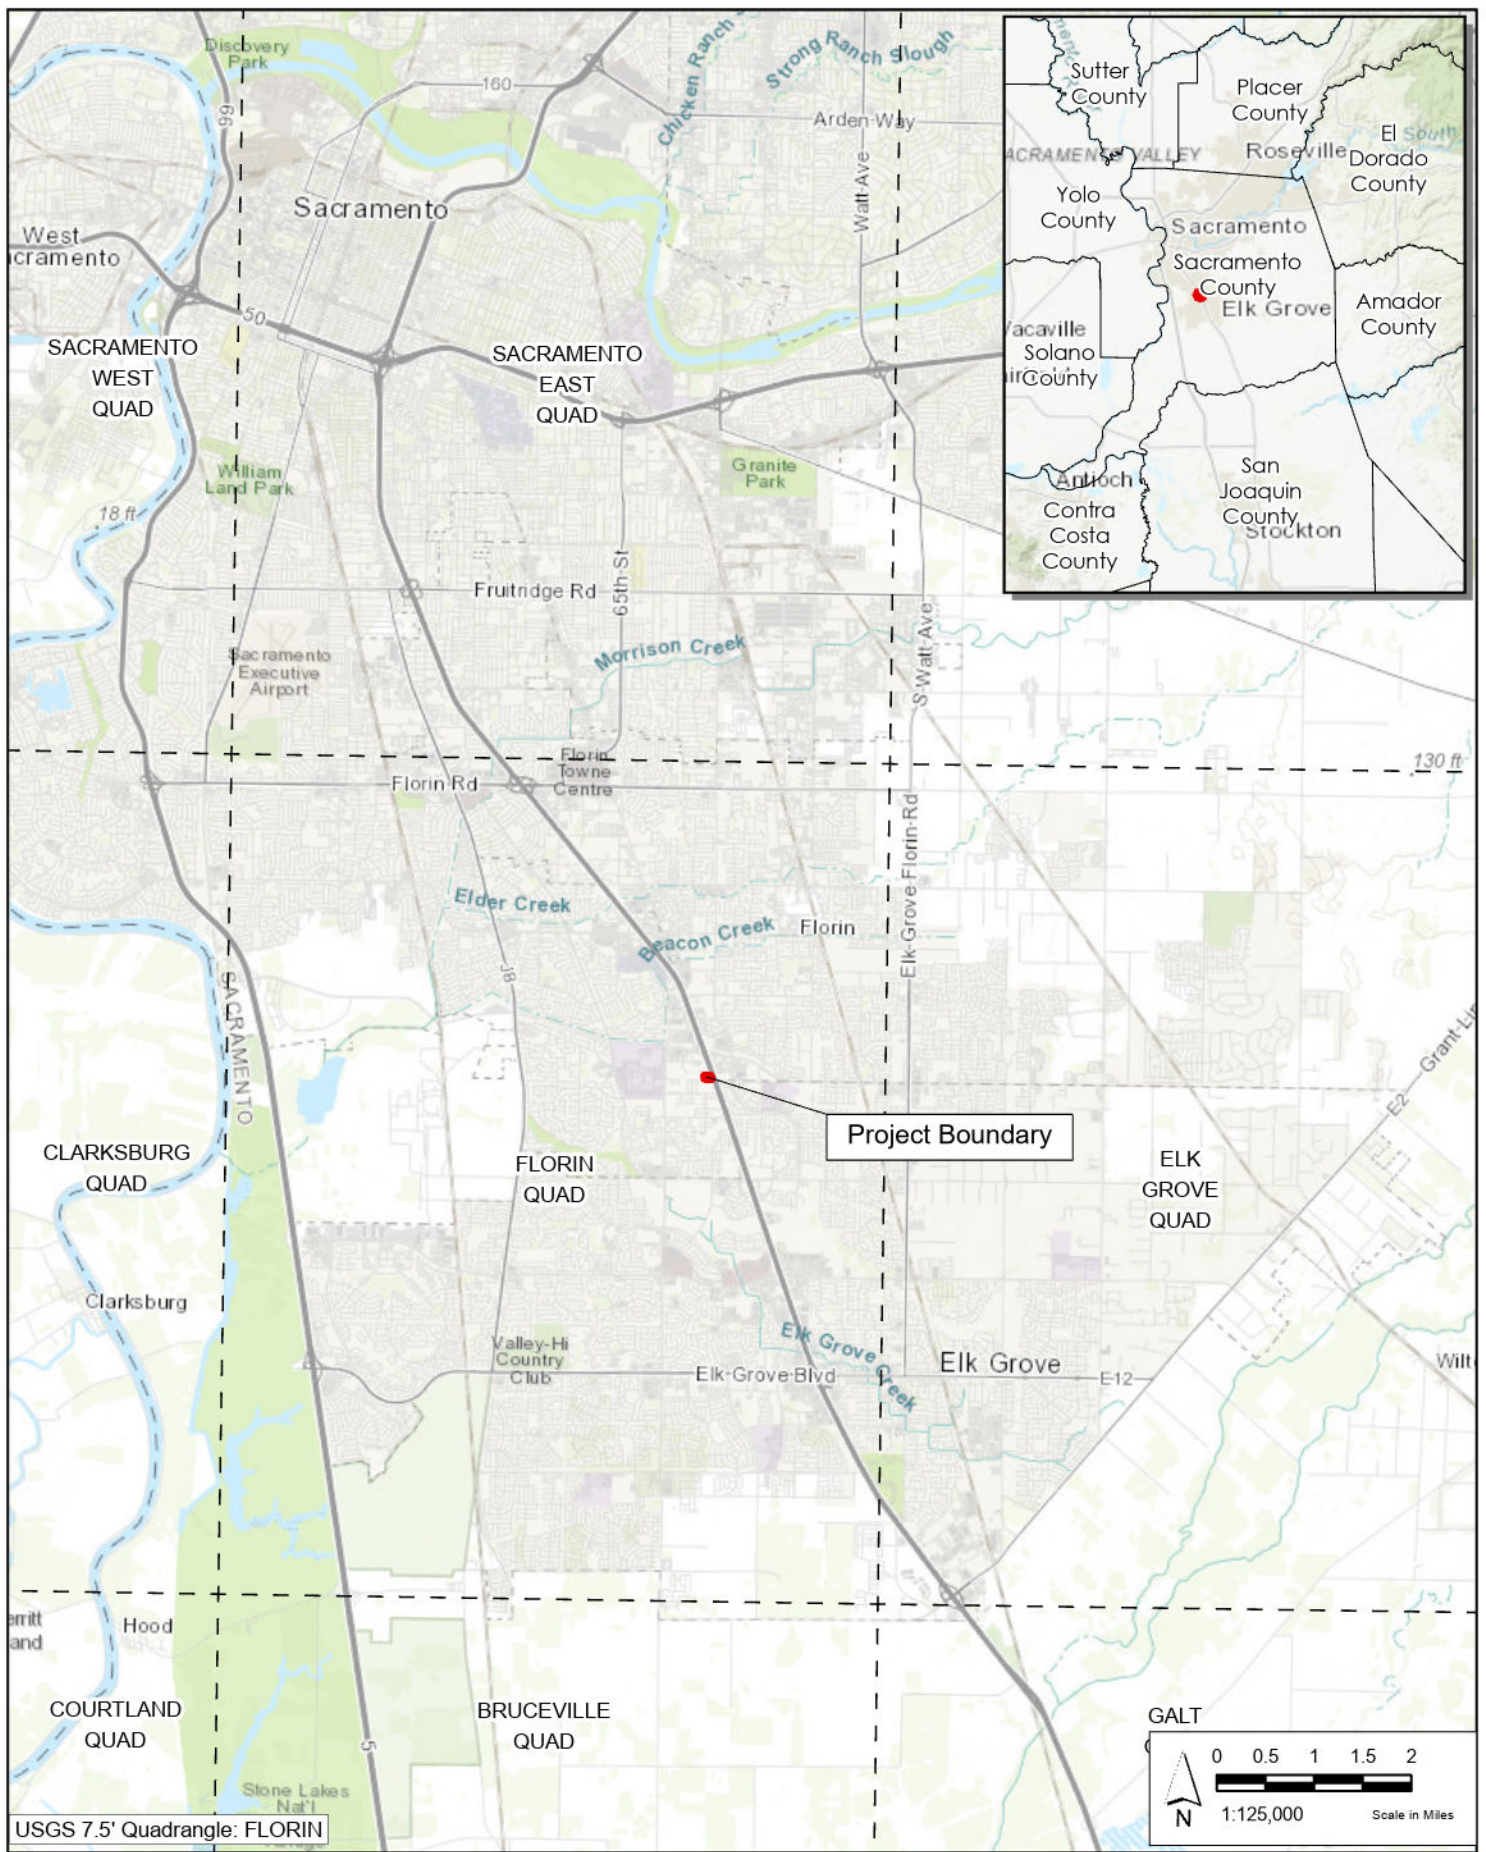 Discovery
Park
160
Chicken Ranch
Strong Ranch Slough
Arden Way
99
Watt Ave
Sacramento
West
50
SACRAMENTO
WEST
QUAD
SACRAMENTO
EAST
QUAD
William
Land Park
Granite
Park
18 ft
Fruitridge Rd
65th St
Morrison Creek
S Watt Ave
Sacramento
Executive
Airport
Florin
Towne
Centre
Florin Rd
130 ft
Elk-Grove-Florin-Rd
Elder Creek
Beacon Creek
Florin
J8
SACRAMENTO
Project Boundary
CLARKSBURG
QUAD
FLORIN
QUAD
ELK
GROVE
QUAD
E2
Clarksburg
Valley-Hi
Country
Club
Elk Grove Creek
Elk-Grove-Blvd
Elk Grove
E12
Hood
COURTLAND
QUAD
BRUCEVILLE
QUAD
GALT
5
Stone Lakes
Nat'l
USGS 7.5' Quadrangle: FLORIN
0 0.5 1 1.5 2
N
1:125,000
Scale in Miles
Sutter
County
Placer
County
El
Dorado
County
South
ACRAMENTO VALLEY
Roseville
Yolo
County
Sacramento
Sacramento
County
Elk Grove
Amador
County
Vacaville
Solano
County
Antioch
Contra
Costa
County
San
Joaquin
County
Stockton